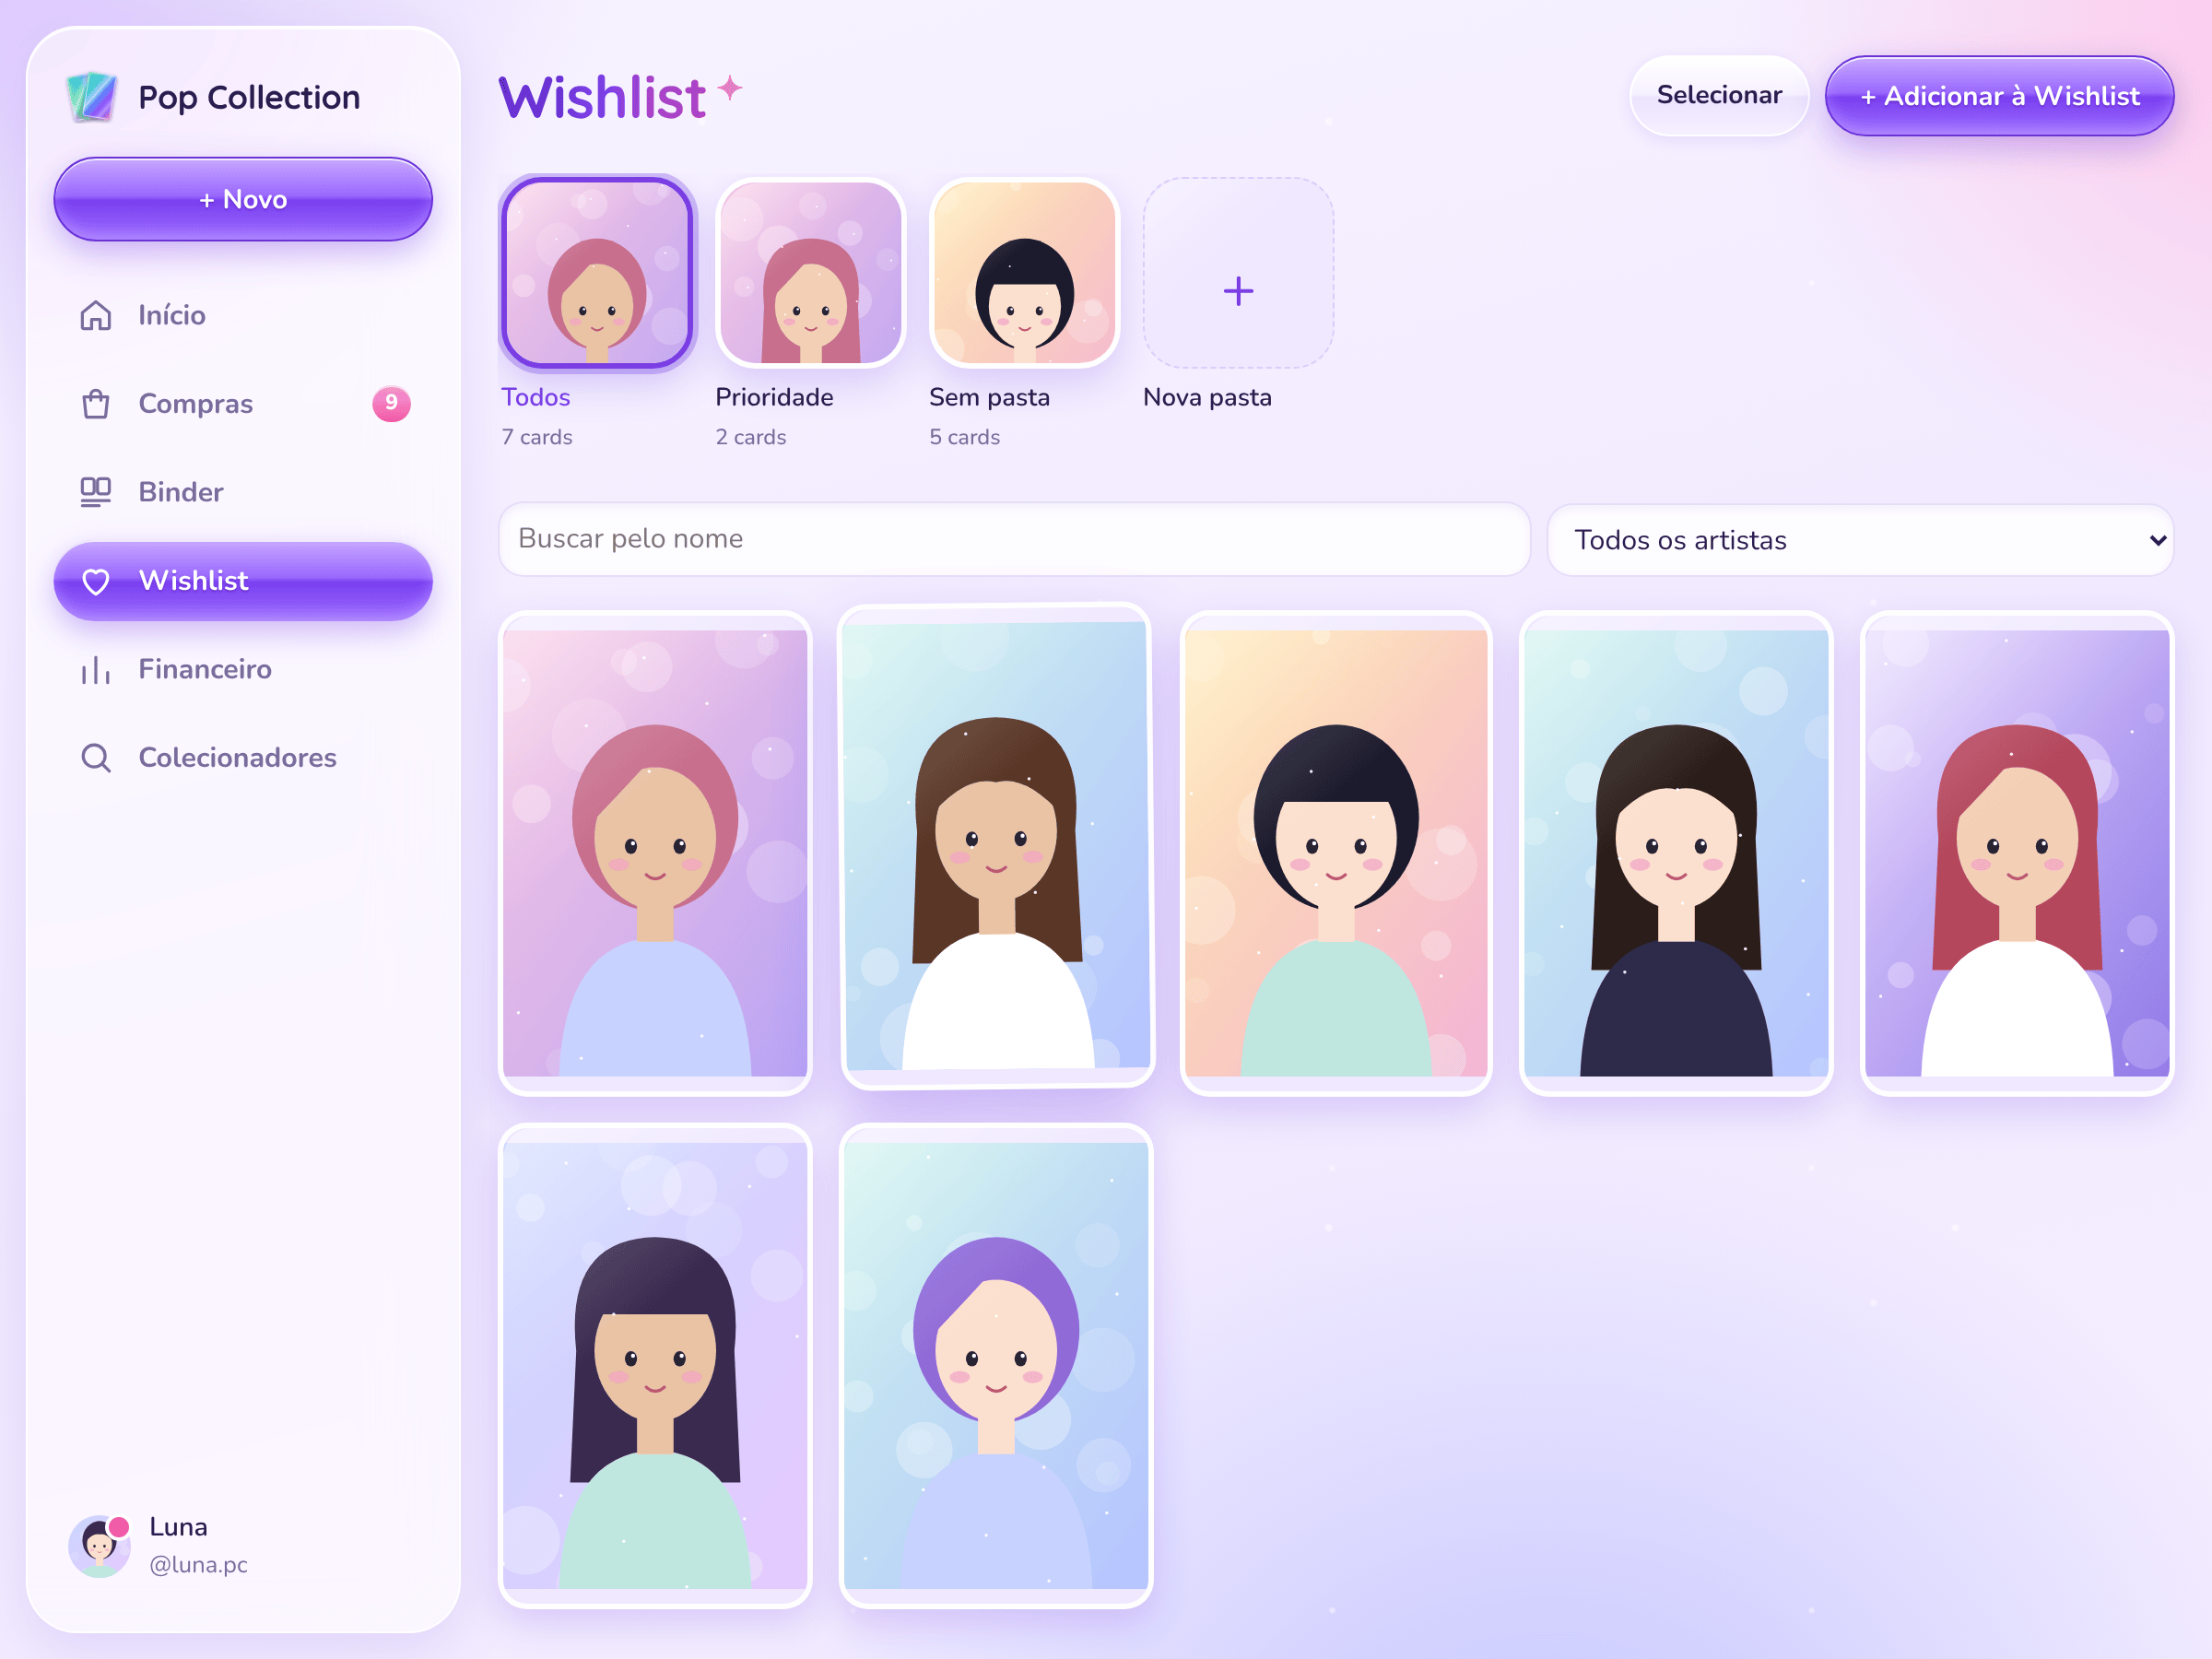 Pop Collection
+ Novo
Início
Compras
9
Binder
Wishlist
Financeiro
Colecionadores
Luna
@luna.pc
Wishlist
Selecionar
+ Adicionar à Wishlist
Todos
7 cards
Prioridade
2 cards
Sem pasta
5 cards
+
Nova pasta
Buscar pelo nome
Todos os artistas